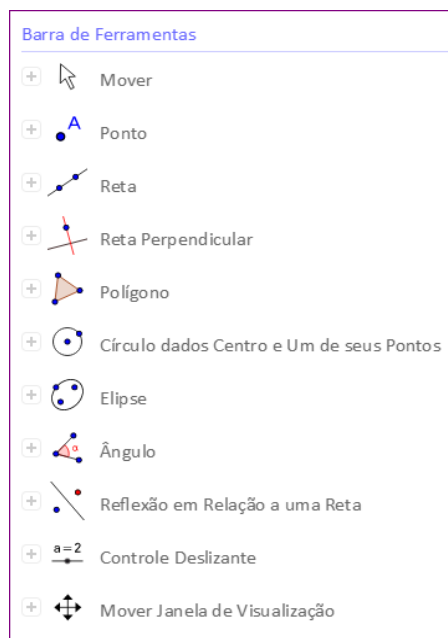 Barra de Ferramentas
Mover
A
Ponto
Reta
Reta Perpendicular
Polígono
Círculo dados Centro e Um de seus Pontos
Elipse
α
Ângulo
Reflexão em Relação a uma Reta
a=2
Controle Deslizante
Mover Janela de Visualização